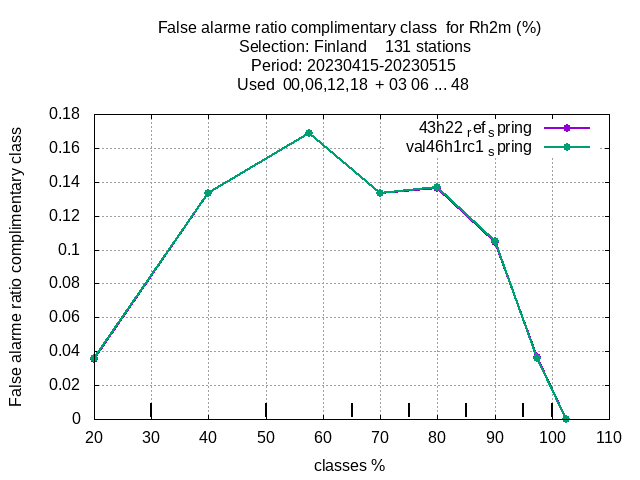 False alarme ratio complimentary class  for Rh2m (%)
Selection: Finland    131 stations
Period: 20230415-20230515
Used  00,06,12,18  + 03 06 ... 48
False alarme ratio complimentary class
43h22ref spring
val46h1rc1 spring
0.18
0.16
0.14
0.12
0.1
0.08
0.06
0.04
0.02
0
20 30 40 50 60 70 80 90 100 110
classes %